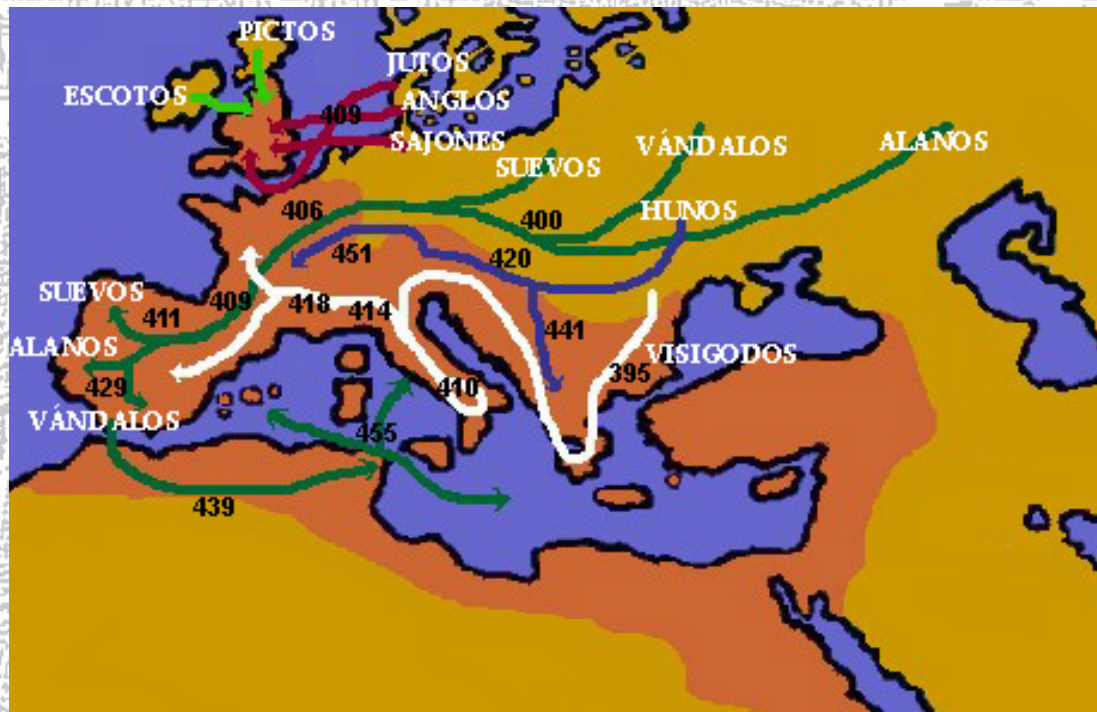 PICTOS
JUTOS
ESCOTOS
ANGLOS
409
SAJONES
VÁNDALOS
ALANOS
SUEVOS
406
400
HUNOS
451
420
SUEVOS
409
418
414
411
441
ALANOS
VISIGODOS
395
429
410
VÁNDALOS
455
439